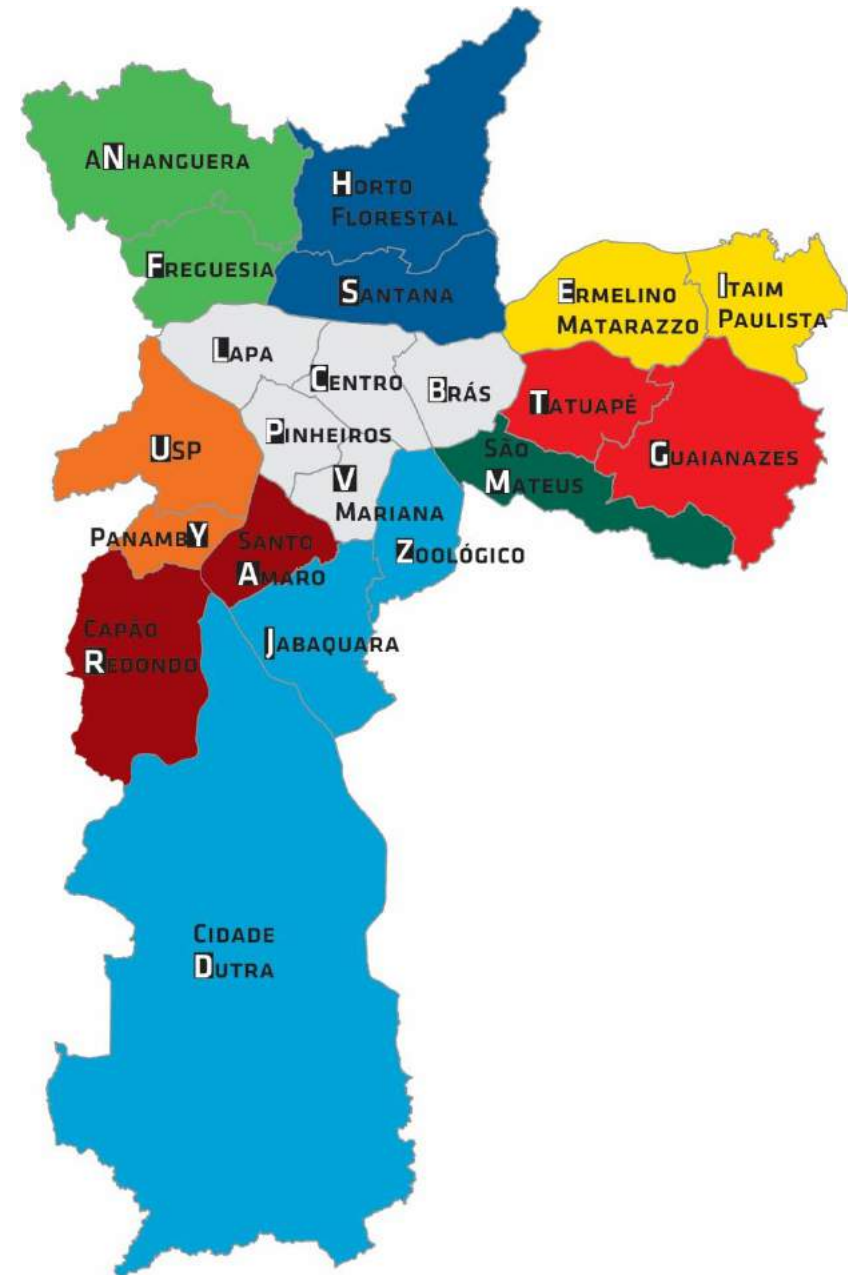 ANHANGUERA
HORTO
FLORESTAL
FREGUESIA
SANTANA
ERMELINO
MATARAZZO
ITAIM
PAULISTA
LAPA
CENTRO
BRÁS
TATUAPÉ
PINHEIROS
USP
SÃO
MATEUS
GUAIANAZES
V
MARIANA
PANAMBY
SANTO
AMARO
ZOOLÓGICO
CAPÃO
REDONDO
JABAQUARA
CIDADE
DUTRA